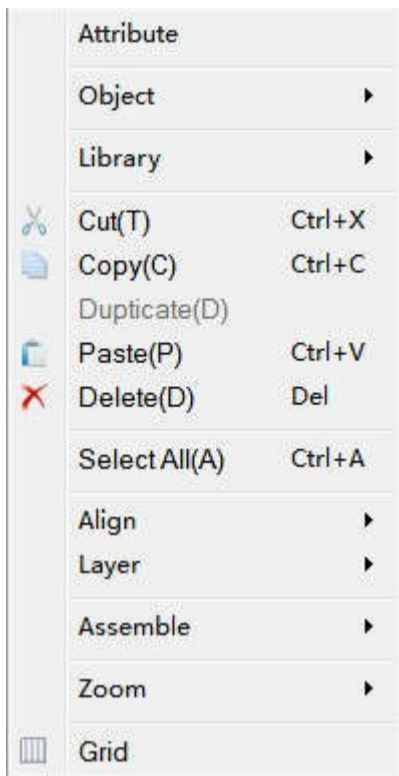 Attribute
Object
Library
Cut(T) Ctrl+X
Copy(C) Ctrl+C
Dupticate(D)
Paste(P) Ctrl+V
Delete(D) Del
Select All(A) Ctrl+A
Align
Layer
Assemble
Zoom
Grid